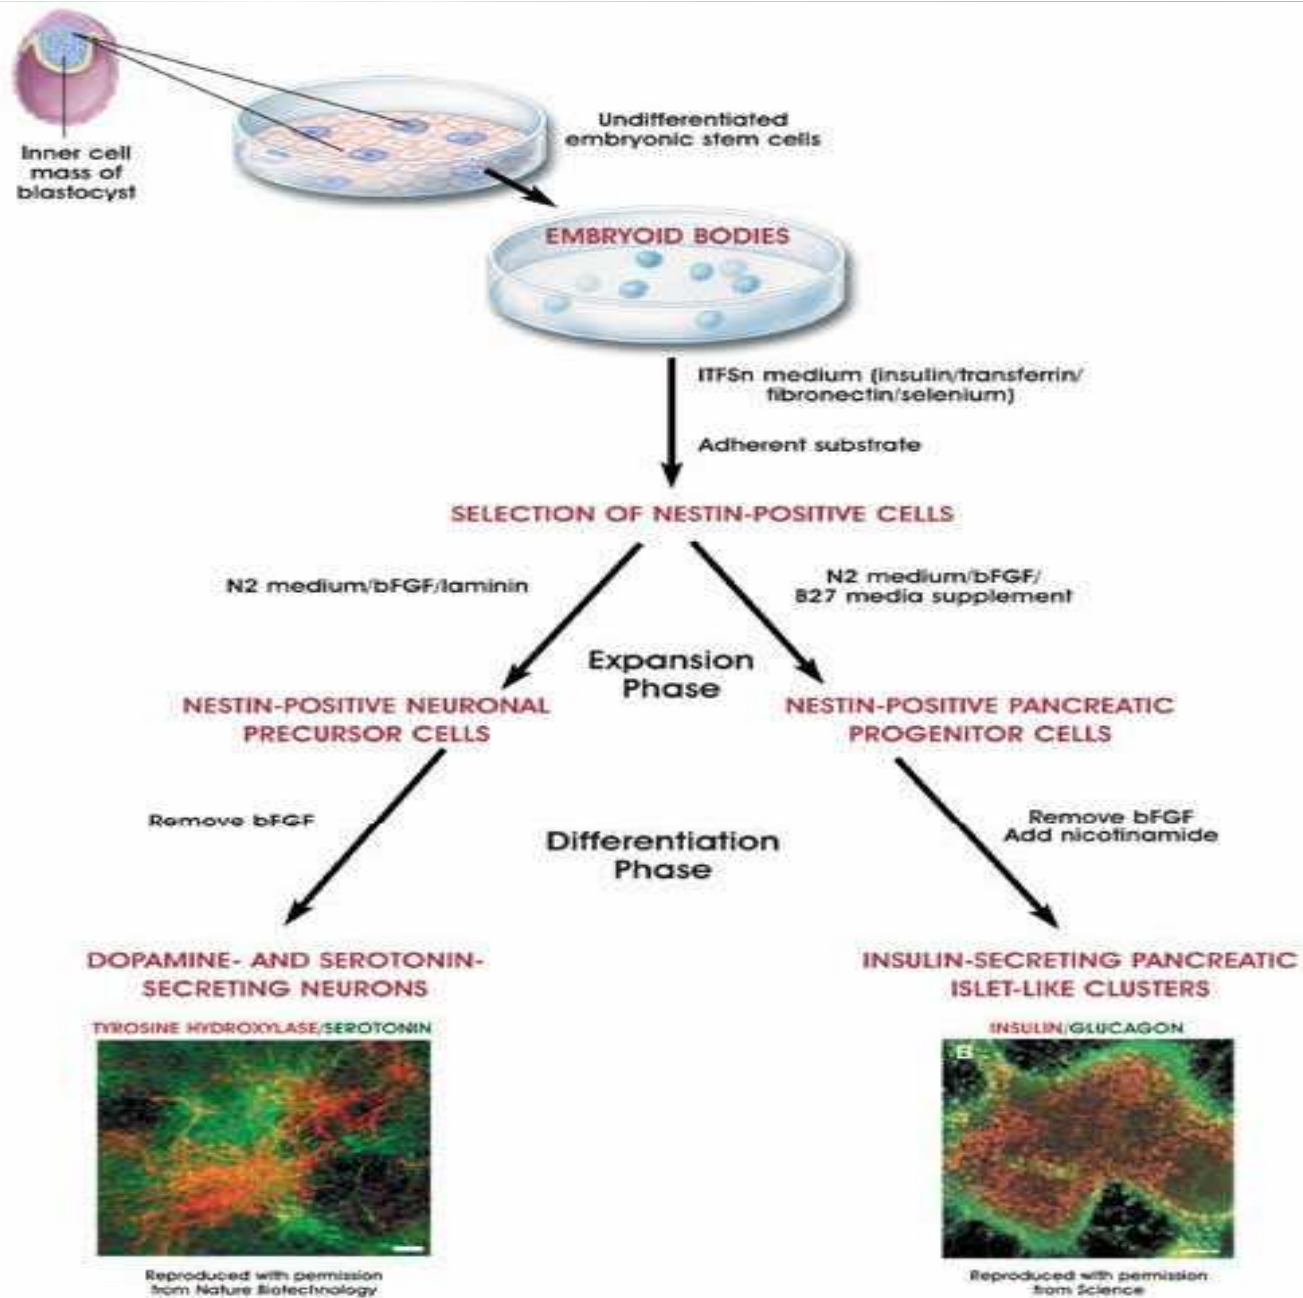 Inner cell
mass of
blastocyst
Undifferentiated
embryonic stem cells
EMBRYOID BODIES
ITFSn medium (insulin/transferrin/
fibronectin/selenium)
Adherent substrate
SELECTION OF NESTIN-POSITIVE CELLS
N2 medium/bFGF/laminin
N2 medium/bFGF/
B27 media supplement
Expansion
Phase
NESTIN-POSITIVE NEURONAL
PRECURSOR CELLS
NESTIN-POSITIVE PANCREATIC
PROGENITOR CELLS
Remove bFGF
Differentiation
Phase
Remove bFGF
Add nicotinamide
DOPAMINE- AND SEROTONIN-
SECRETING NEURONS
INSULIN-SECRETING PANCREATIC
ISLET-LIKE CLUSTERS
TYROSINE HYDROXYLASE/SEROTONIN
INSULIN/GLUCAGON
B
Reproduced with permission
from Nature Biotechnology
Reproduced with permission
from Science